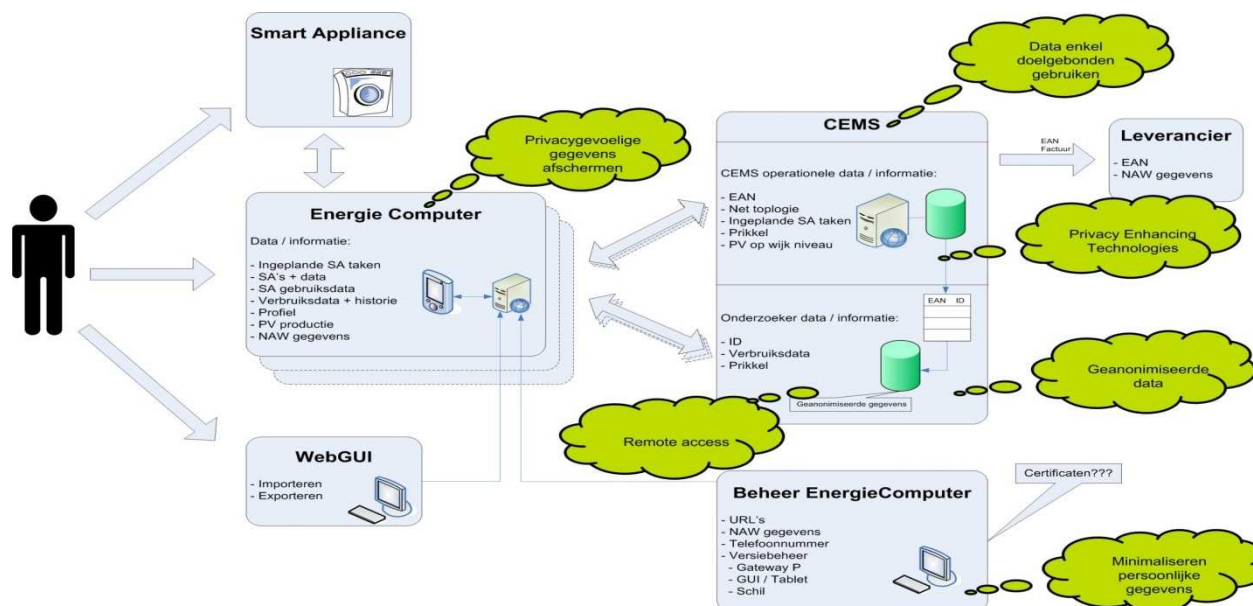 Smart Appliance
Privacygevoelige
gegevens
afschermen
Energie Computer
Data / informatie:
- Ingeplande SA taken
- SA's + data
- SA gebruiksdata
- Verbruiksdata + historie
- Profiel
- PV productie
- NAW gegevens
WebGUI
- Importeren
- Exporteren
Data enkel
doelgebonden
gebruiken
CEMS
CEMS operationele data / informatie:
- EAN
- Net toplogie
- Ingeplande SA taken
- Prikkel
- PV op wijk niveau
EAN
Factuur
Leverancier
- EAN
- NAW gegevens
Privacy Enhancing
Technologies
EAN ID
Onderzoeker data / informatie:
- ID
- Verbruiksdata
- Prikkel
Geanonimiseerde gegevens
Geanonimiseerde
data
Remote access
Beheer EnergieComputer
- URL's
- NAW gegevens
- Telefoonnummer
- Versiebeheer
- Gateway P
- GUI / Tablet
- Schil
Certificaten???
Minimaliseren
persoonlijke
gegevens